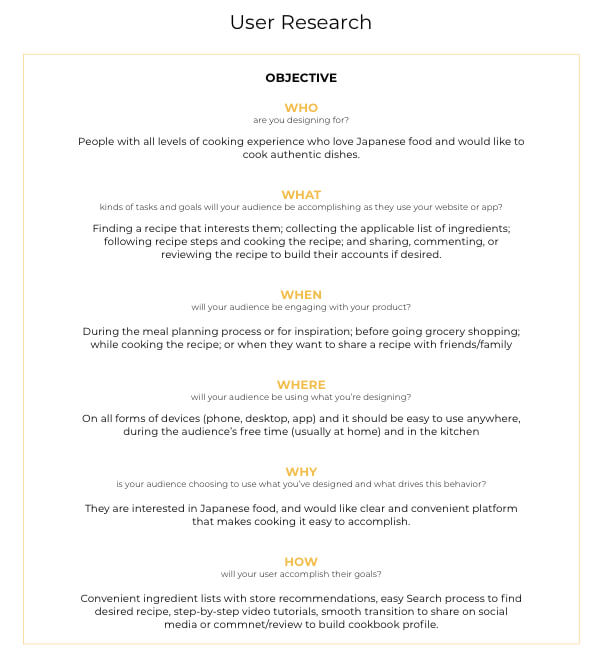 User Research
OBJECTIVE
WHO
are you designing for?
People with all levels of cooking experience who love Japanese food and would like to
cook authentic dishes.
WHAT
kinds of tasks and goals will your audience be accomplishing as they use your website or app?
Finding a recipe that interests them; collecting the applicable list of ingredients;
following recipe steps and cooking the recipe; and sharing, commenting, or
reviewing the recipe to build their accounts if desired.
WHEN
will your audience be engaging with your product?
During the meal planning process or for inspiration; before going grocery shopping;
while cooking the recipe; or when they want to share a recipe with friends/family
WHERE
will your audience be using what you're designing?
On all forms of devices (phone, desktop, app) and it should be easy to use anywhere,
during the audience's free time (usually at home) and in the kitchen
WHY
is your audience choosing to use what you've designed and what drives this behavior?
They are interested in Japanese food, and would like clear and convenient platform
that makes cooking it easy to accomplish.
HOW
will your user accomplish their goals?
Convenient ingredient lists with store recommendations, easy Search process to find
desired recipe, step-by-step video tutorials, smooth transition to share on social
media or commnet/review to build cookbook profile.